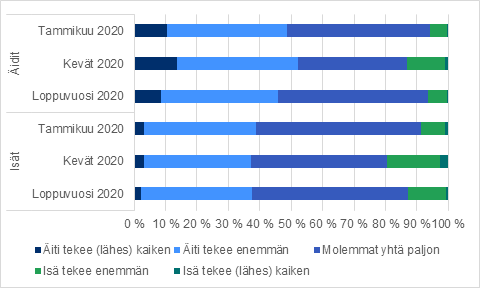 Äidit
Tammikuu 2020
Kevät 2020
Loppuvuosi 2020
Isät
Tammikuu 2020
Kevät 2020
Loppuvuosi 2020
0 % 10 % 20 % 30 % 40 % 50 % 60 % 70 % 80 % 90 % 100 %
Äiti tekee (lähes) kaiken Äiti tekee enemmän Molemmat yhtä paljon
Isä tekee enemmän Isä tekee (lähes) kaiken